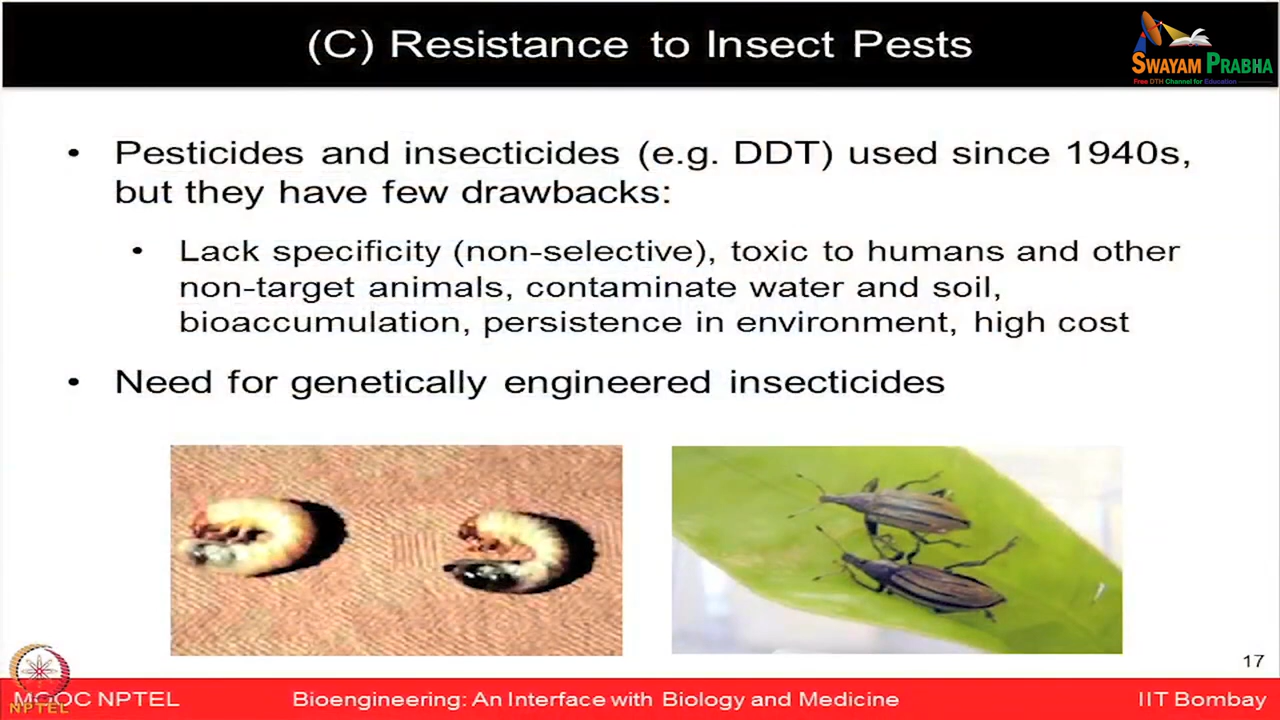 (C) Resistance to Insect Pests
SWAYAM PRABHA
Free DTH Channel for Education
• Pesticides and insecticides (e.g. DDT) used since 1940s,
but they have few drawbacks:
• Lack specificity (non-selective), toxic to humans and other
non-target animals, contaminate water and soil,
bioaccumulation, persistence in environment, high cost
• Need for genetically engineered insecticides
17
MOOC NPTEL
NPTEL
Bioengineering: An Interface with Biology and Medicine
IIT Bombay